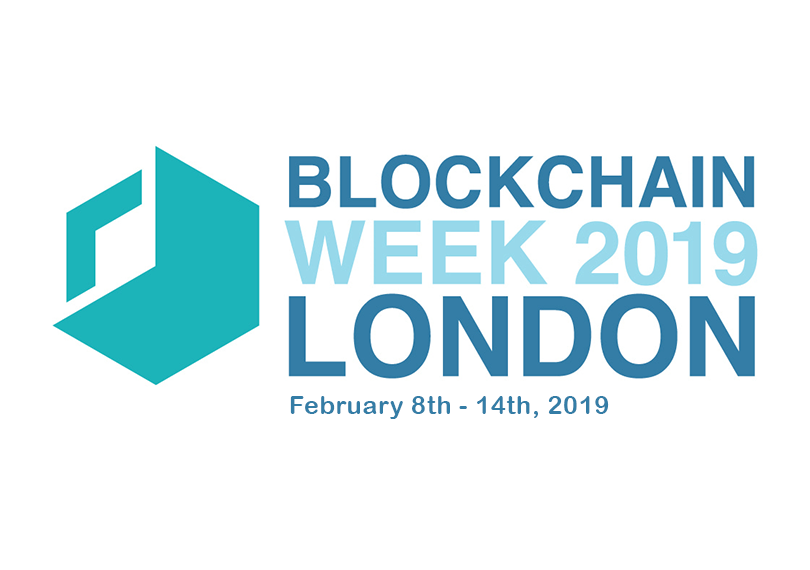 BLOCKCHAIN
WEEK 2019
LONDON
February 8th - 14th, 2019